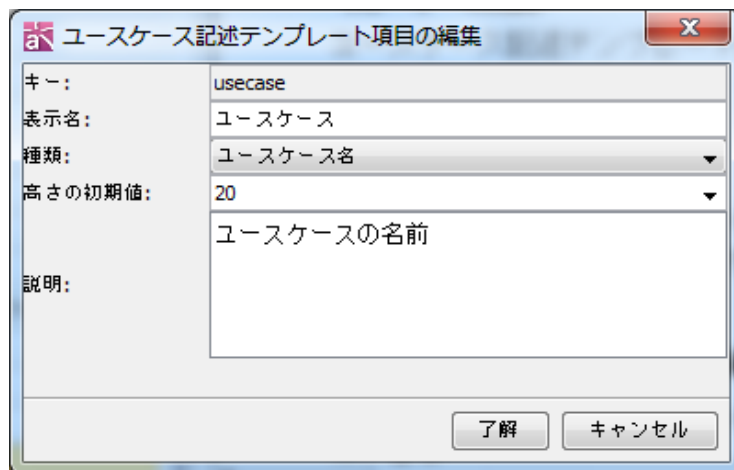 ユースケース記述テンプレート項目の編集
キー: usecase
表示名: ユースケース
種類: ユースケース名
高さの初期値: 20
説明: ユースケースの名前
了解 キャンセル